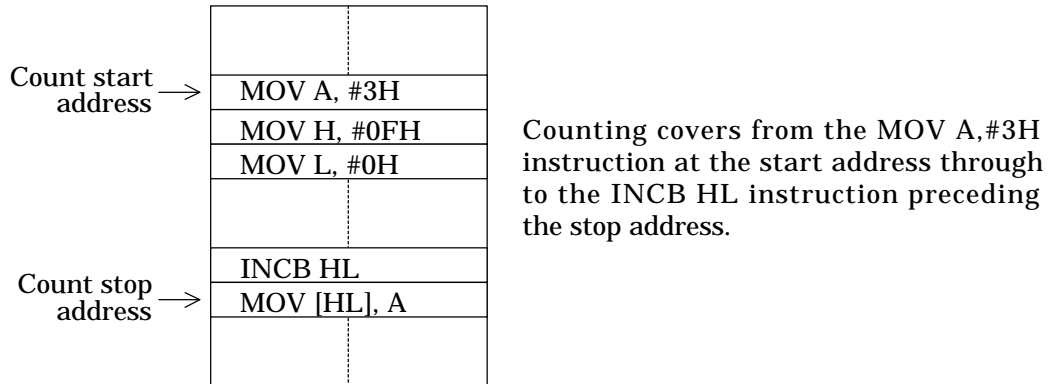 Count start
address
MOV A, #3H
MOV H, #0FH
MOV L, #0H
Counting covers from the MOV A,#3H
instruction at the start address through
to the INCB HL instruction preceding
the stop address.
INCB HL
Count stop
address
MOV [HL], A